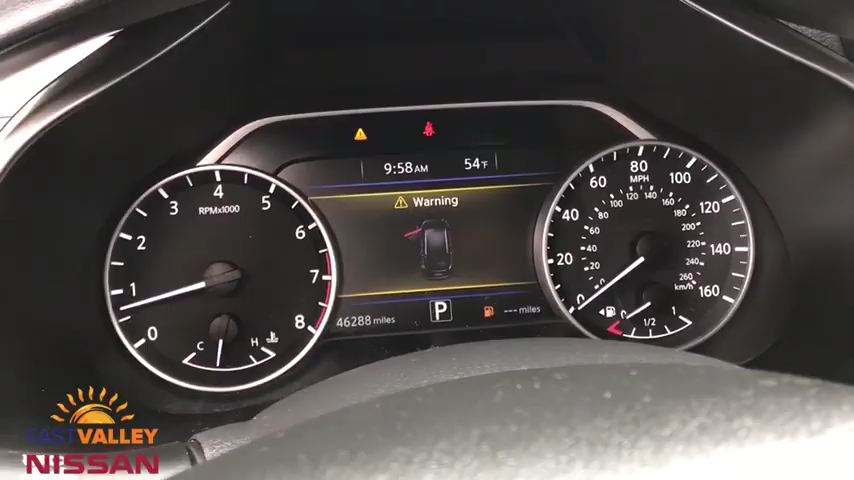 9:58AM 54°F
Warning
46288 miles P --- miles
0 1 2 3 4 5 6 7 8
RPMx1000
C H
0 20 40 60 80 100 120 140 160
MPH
20 40 60 80 100 120 140 160 180 200 220 240 260
km/h
0 1/2 1
EAST VALLEY
NISSAN